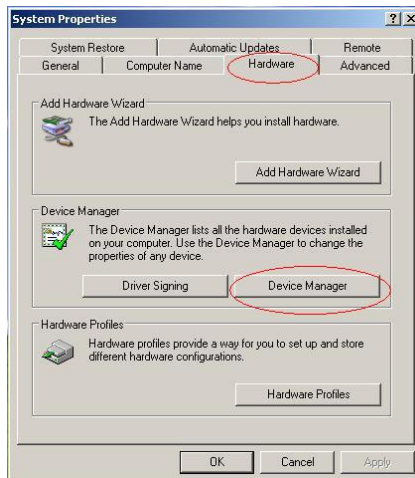 System Properties
System Restore Automatic Updates Remote
General Computer Name Hardware Advanced
Add Hardware Wizard
The Add Hardware Wizard helps you install hardware.
Add Hardware Wizard
Device Manager
The Device Manager lists all the hardware devices installed
on your computer. Use the Device Manager to change the
properties of any device.
Driver Signing Device Manager
Hardware Profiles
Hardware profiles provide a way for you to set up and store
different hardware configurations.
Hardware Profiles
OK Cancel Apply